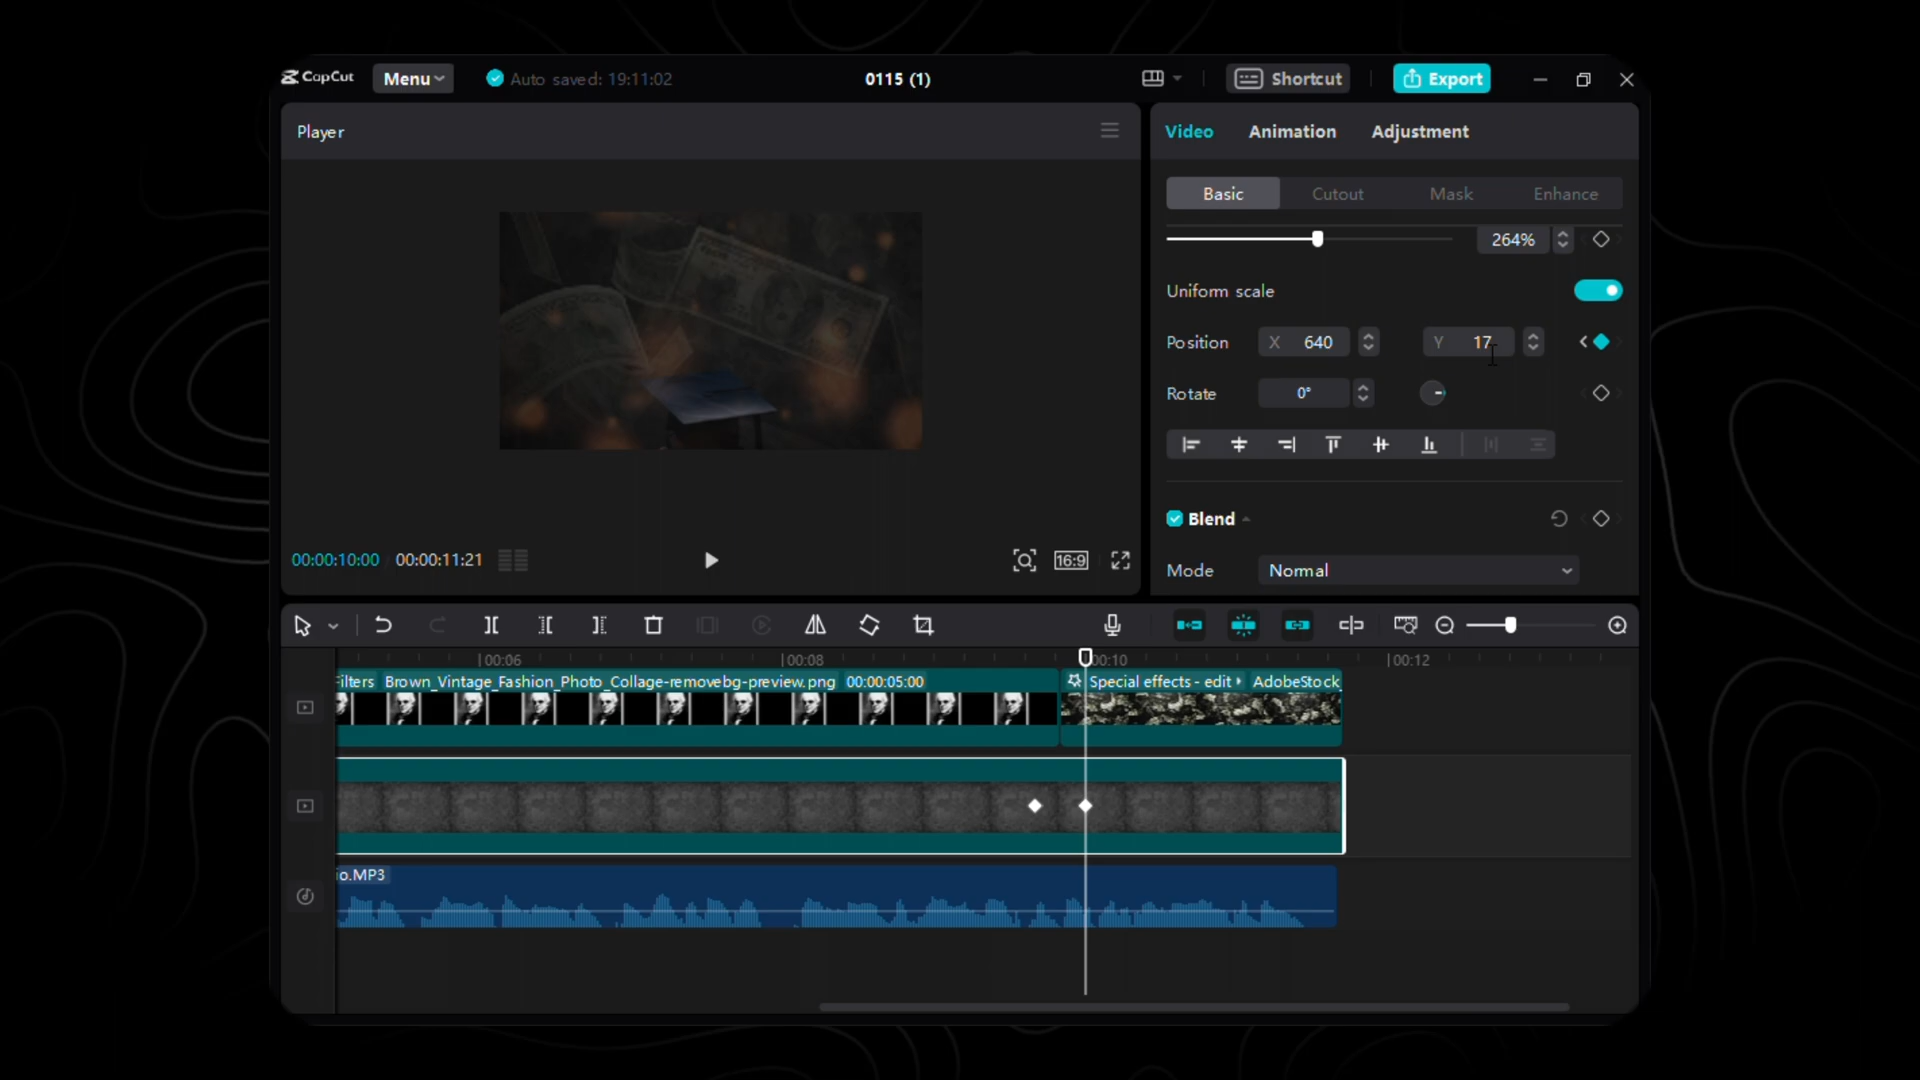 CapCut Menu Auto saved: 19:11:02 0115 (1) Shortcut Export
Player
Video Animation Adjustment
Basic Cutout Mask Enhance
264%
Uniform scale
Position X 640 Y 17
Rotate 0°
Blend
Mode Normal
00:00:10:00 00:00:11:21 16:9
00:06 00:08 00:10 00:12
Filters Brown_Vintage_Fashion_Photo_Collage-removebg-preview.png 00:00:05:00 Special effects - edit AdobeStock_
io.MP3